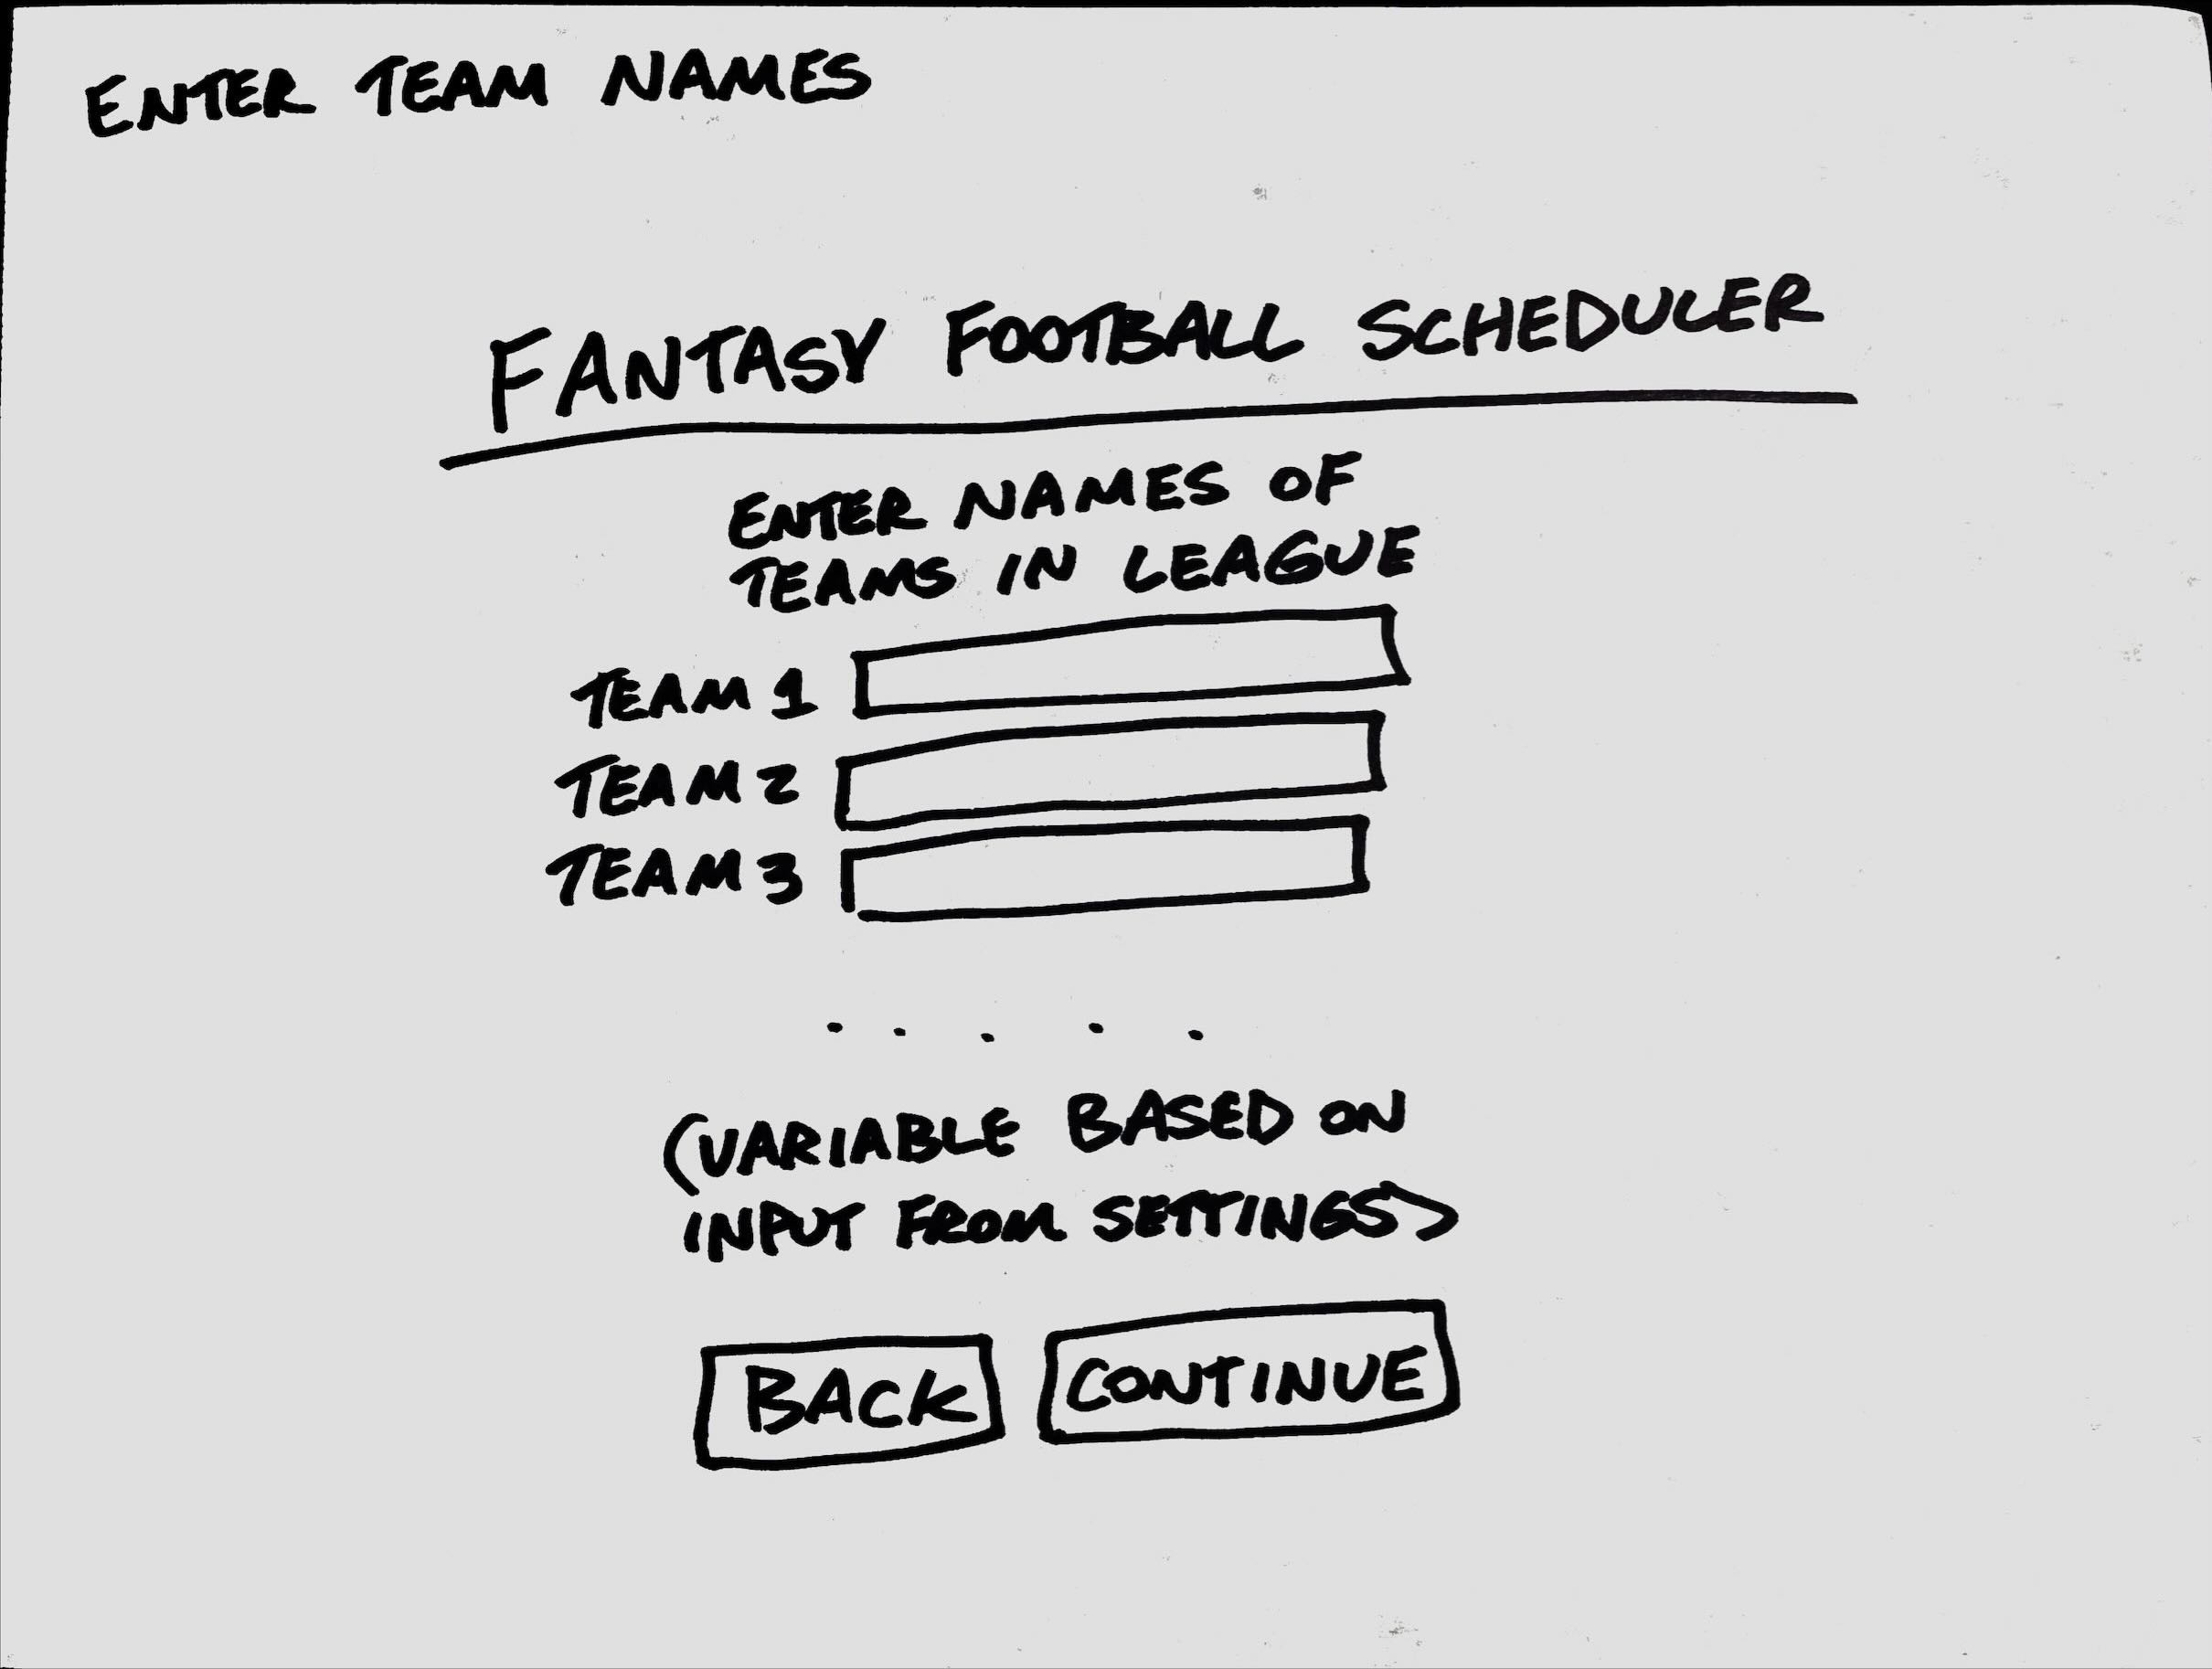 ENTER TEAM NAMES
FANTASY FOOTBALL SCHEDULER
ENTER NAMES OF
TEAMS IN LEAGUE
TEAM 1
TEAM 2
TEAM 3
. . . . .
(VARIABLE BASED ON
INPUT FROM SETTINGS)
BACK CONTINUE